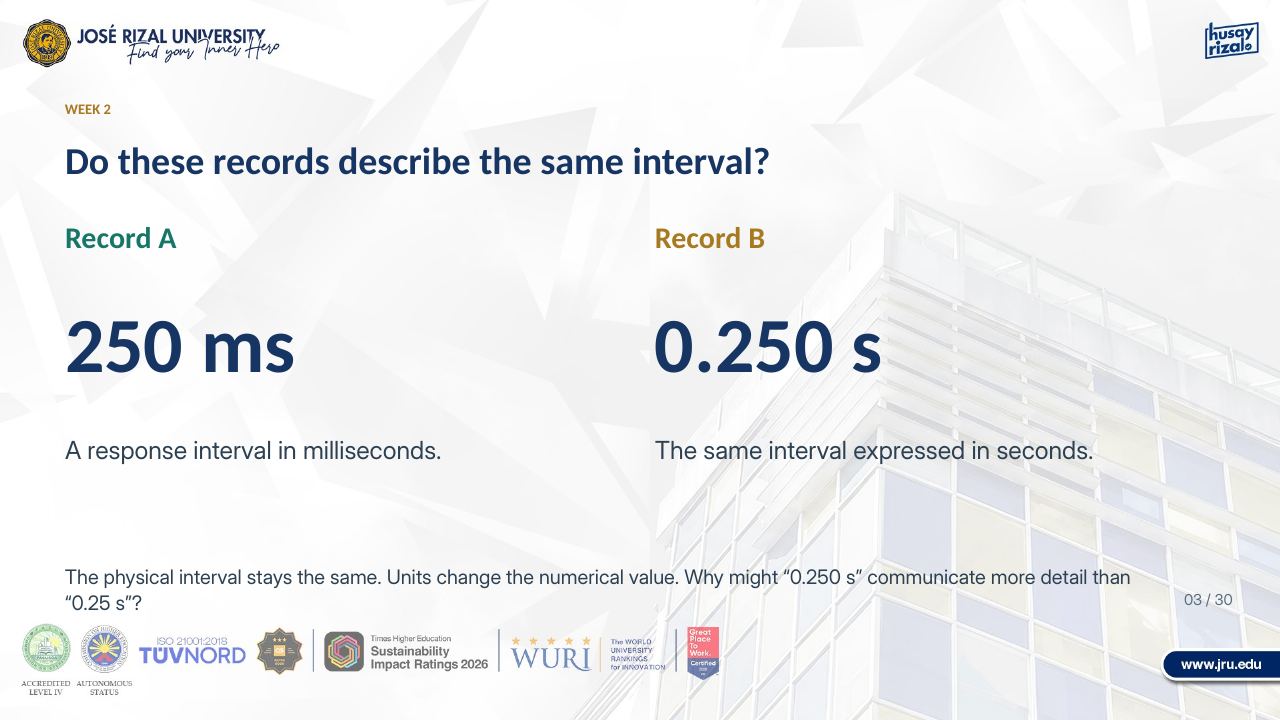 JOSÉ RIZAL UNIVERSITY
Find your Inner Hero
husay
rizal
WEEK 2
Do these records describe the same interval?
Record A
Record B
250 ms
0.250 s
A response interval in milliseconds.
The same interval expressed in seconds.
The physical interval stays the same. Units change the numerical value. Why might “0.250 s” communicate more detail than
“0.25 s”?
03 / 30
ACCREDITED
LEVEL IV
AUTONOMOUS
STATUS
ISO 21001:2018
TÜVNORD
Times Higher Education
Sustainability
Impact Ratings 2026
WURI
The WORLD
UNIVERSITY
RANKINGS
for INNOVATION
Great
Place
To
Work.
Certified
www.jru.edu